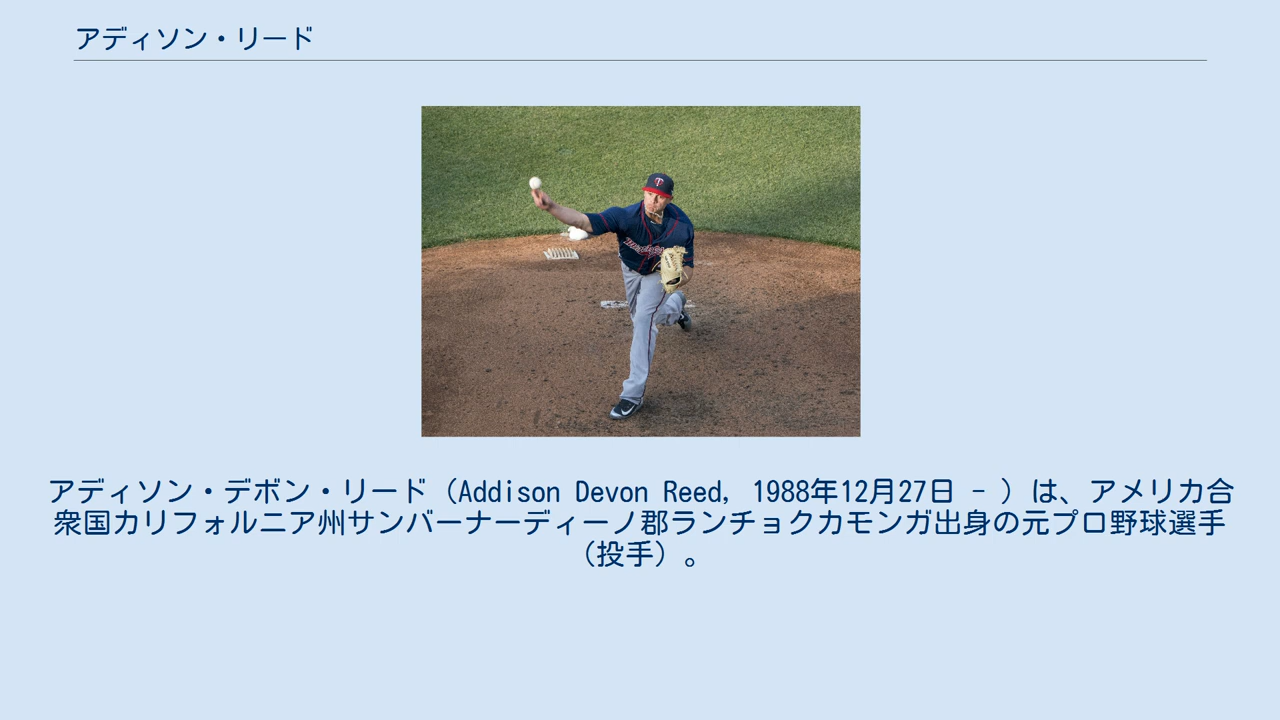 アディソン・リード
アディソン・デボン・リード（Addison Devon Reed, 1988年12月27日 - ）は、アメリカ合
衆国カリフォルニア州サンバーナーディーノ郡ランチョクカモンガ出身の元プロ野球選手
（投手）。